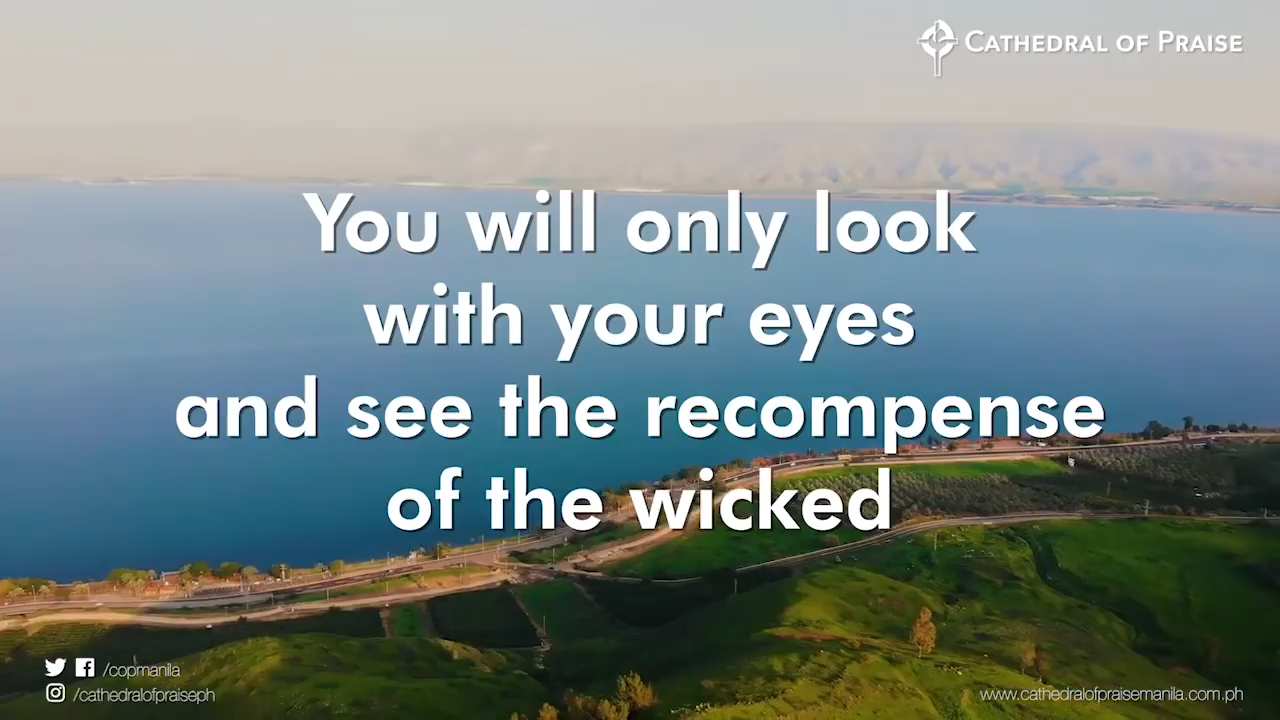 CATHEDRAL OF PRAISE
You will only look
with your eyes
and see the recompense
of the wicked
/copmanila
/cathedralofpraiseph
www.cathedralofpraisemanila.com.ph